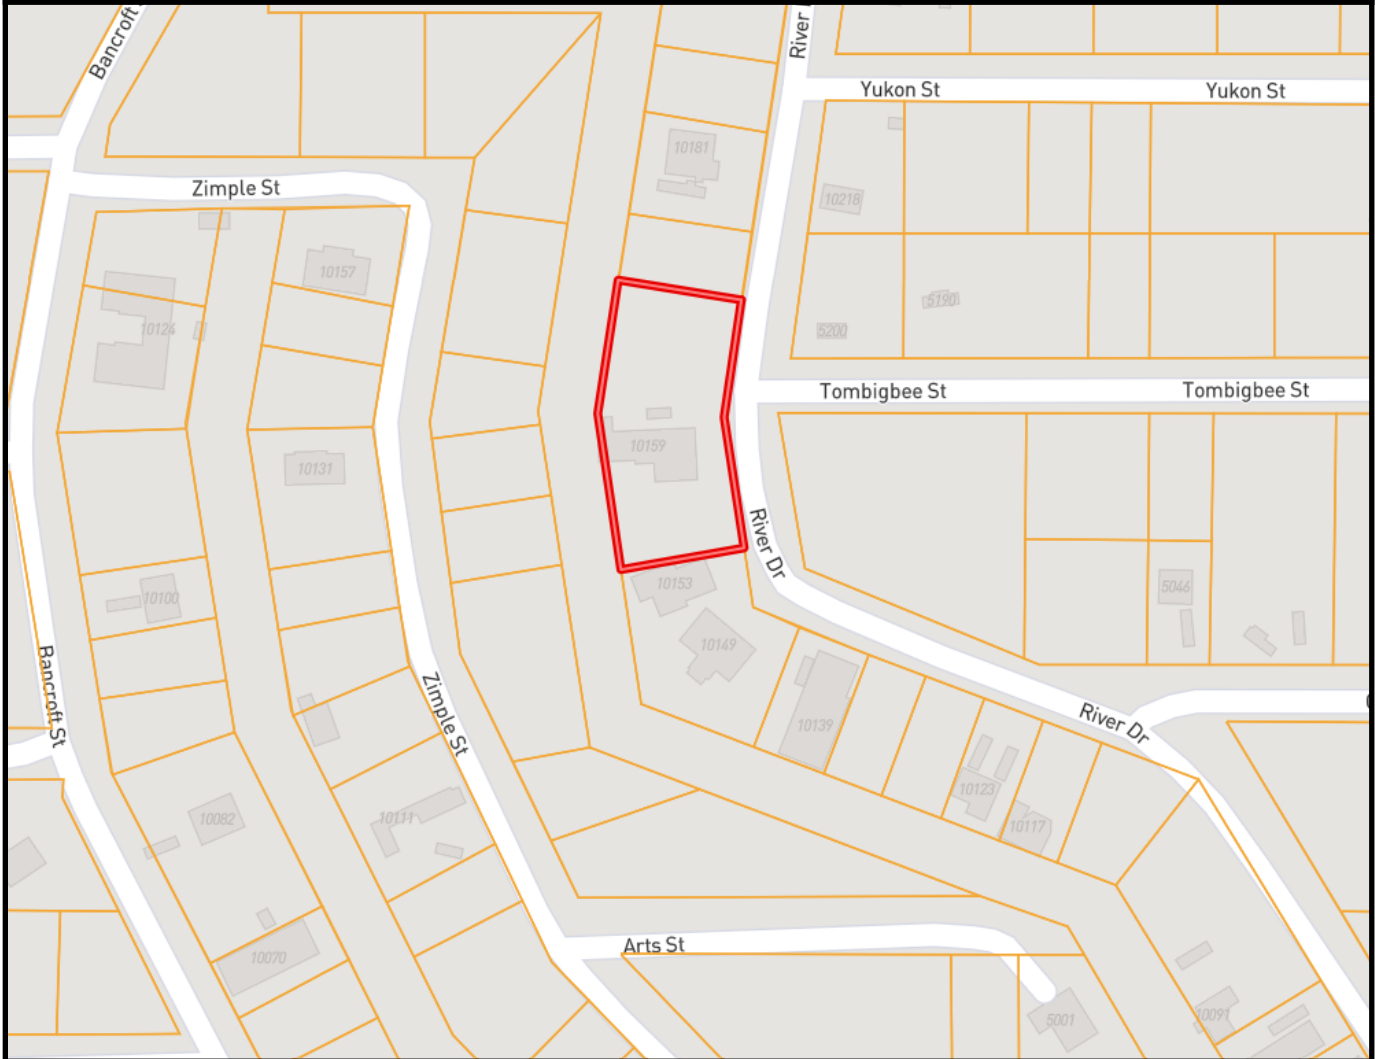 Bancroft
River
Yukon St
Yukon St
10181
Zimple St
10218
10157
5190
10124
5200
Tombigbee St
Tombigbee St
10159
10131
River Dr
10153
5046
10100
10149
Bancroft St
Zimple St
River Dr
10139
10123
10082
10111
10117
Arts St
10070
10091
5001